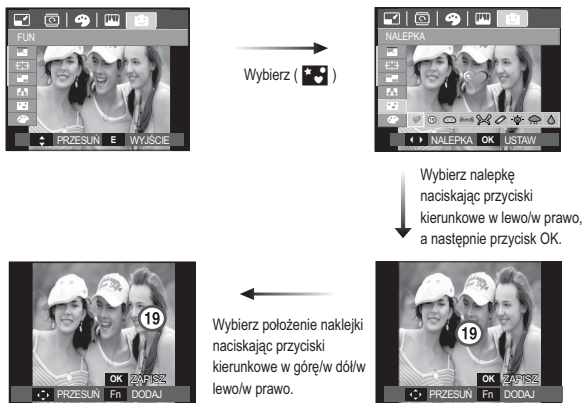 FUN
PRZESUŃ E WYJŚCIE
Wybierz ( )
NALEPKA
NALEPKA OK USTAW
Wybierz nalepkę
naciskając przyciski
kierunkowe w lewo/w prawo,
a następnie przycisk OK.
19
OK ZAPISZ
PRZESUŃ Fn DODAJ
Wybierz położenie naklejki
naciskając przyciski
kierunkowe w górę/w dół/w
lewo/w prawo.
19
OK ZAPISZ
PRZESUŃ Fn DODAJ